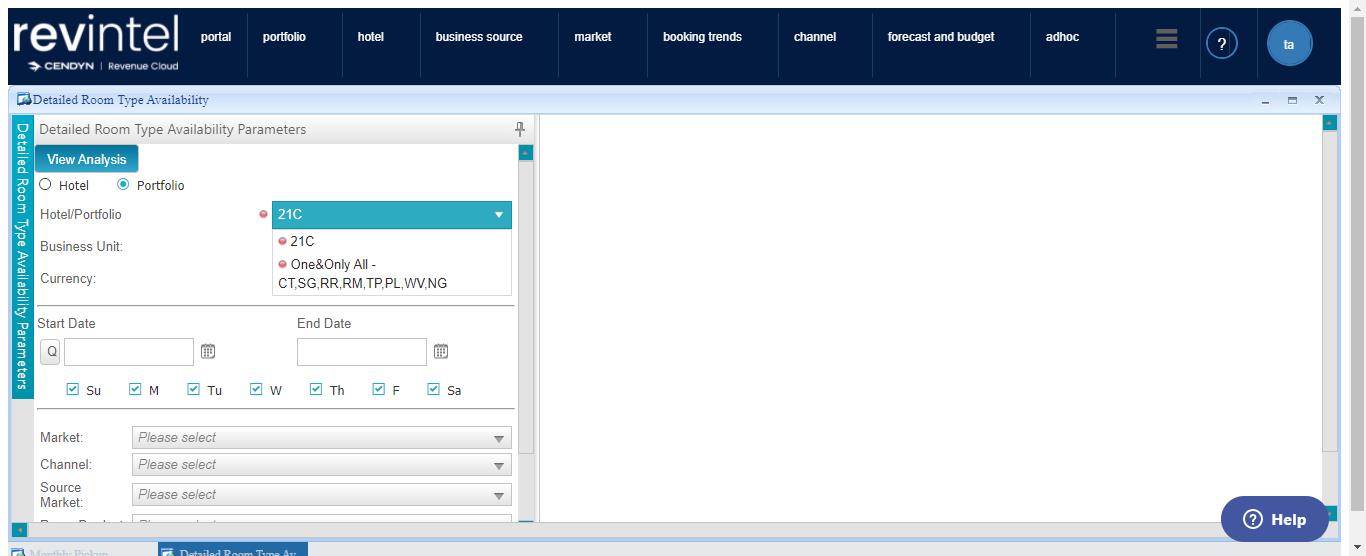 revintel
CENDYN | Revenue Cloud
portal
portfolio
hotel
business source
market
booking trends
channel
forecast and budget
adhoc
?
ta
Detailed Room Type Availability
Detailed Room Type Availability Parameters
Detailed Room Type Availability Parameters
View Analysis
Hotel
Portfolio
Hotel/Portfolio
21C
21C
One&Only All -
CT,SG,RR,RM,TP,PL,WV,NG
Business Unit:
Currency:
Start Date
End Date
Q
Su
M
Tu
W
Th
F
Sa
Market:
Please select
Channel:
Please select
Source
Market:
Please select
? Help
Monthly Pickup
Detailed Room Type Av...